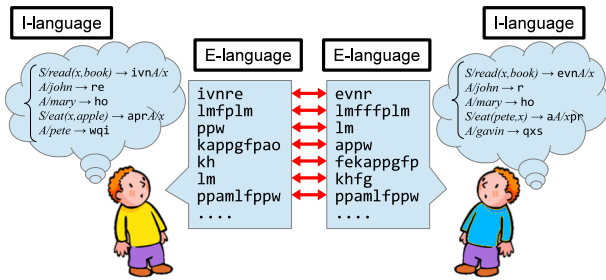 I-language
E-language
E-language
I-language
S/read(x,book) → ivnA/x
A/john → re
A/mary → ho
S/eat(x,apple) → aprA/x
A/pete → wqi
ivnre
lmfplm
ppw
kappgfpao
kh
lm
ppamlfppw
....
evnr
lmfffplm
lm
appw
fekappgfp
khfg
ppamlfppw
....
S/read(x,book) → evnA/x
A/john → r
A/mary → ho
S/eat(pete,x) → aA/xpr
A/gavin → qxs